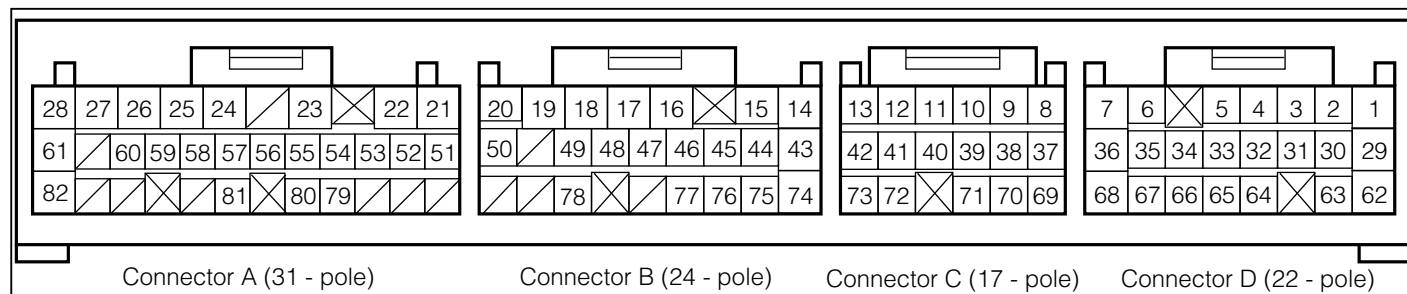 28 27 26 25 24 23 22 21 20 19 18 17 16 15 14 13 12 11 10 9 8 7 6 5 4 3 2 1
61 60 59 58 57 56 55 54 53 52 51 50 49 48 47 46 45 44 43 42 41 40 39 38 37 36 35 34 33 32 31 30 29
82 81 80 79 78 77 76 75 74 73 72 71 70 69 68 67 66 65 64 63 62
Connector A (31 - pole) Connector B (24 - pole) Connector C (17 - pole) Connector D (22 - pole)